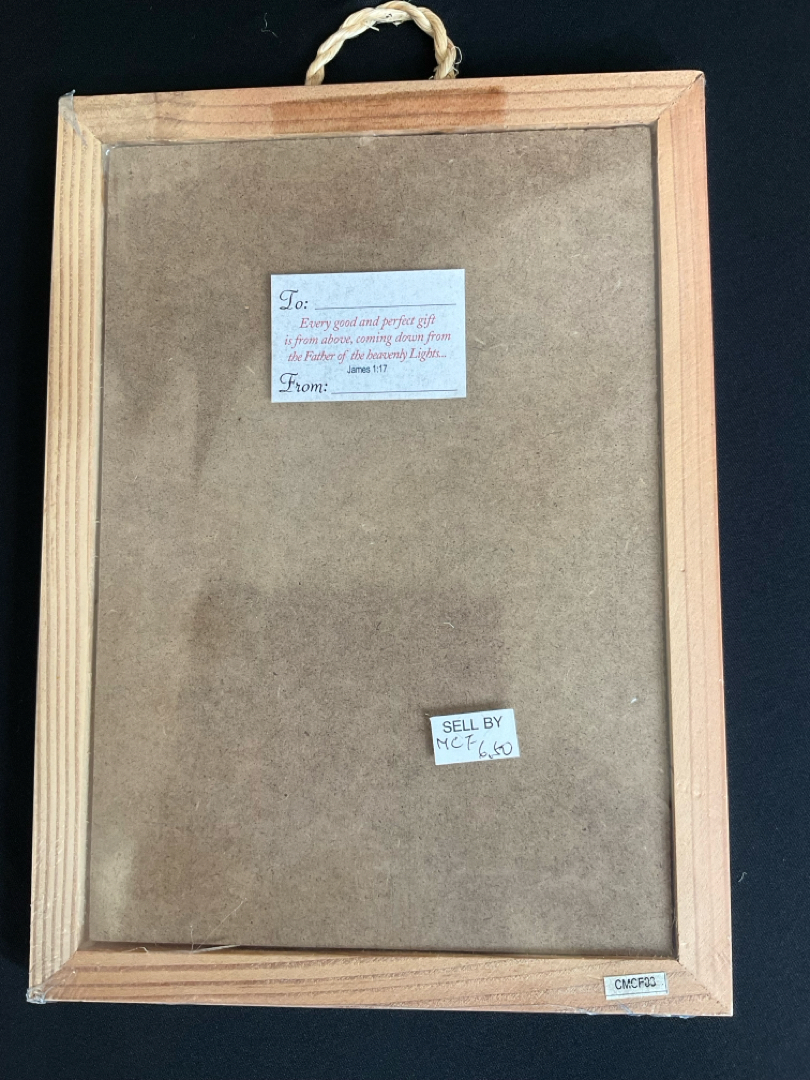 To:
Every good and perfect gift
is from above, coming down from
the Father of the heavenly Lights...
James 1:17
From:
SELL BY
MCF 6.50
CMCF03